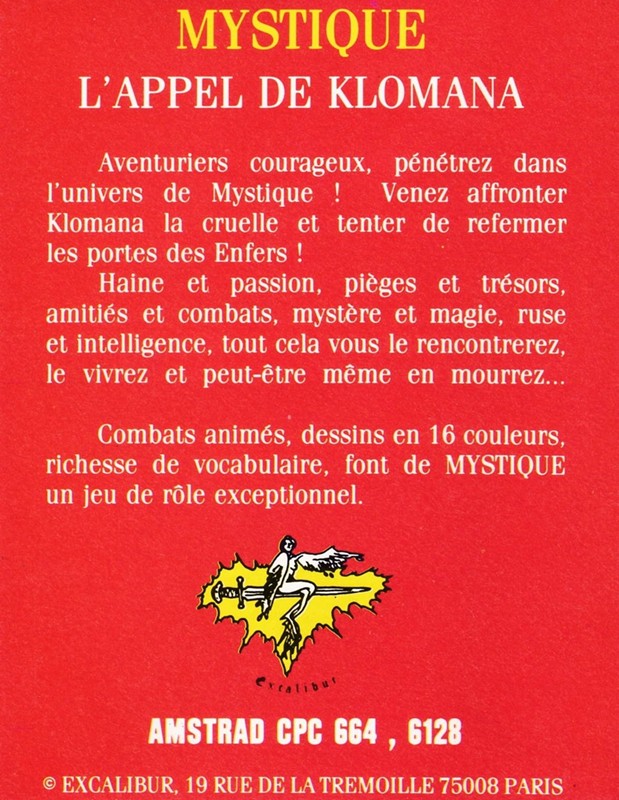 MYSTIQUE
L'APPEL DE KLOMANA
Aventuriers courageux, pénétrez dans
l'univers de Mystique ! Venez affronter
Klomana la cruelle et tenter de refermer
les portes des Enfers !
Haine et passion, pièges et trésors,
amitiés et combats, mystère et magie, ruse
et intelligence, tout cela vous le rencontrerez,
le vivrez et peut-être même en mourrez...
Combats animés, dessins en 16 couleurs,
richesse de vocabulaire, font de MYSTIQUE
un jeu de rôle exceptionnel.
Excalibur
AMSTRAD CPC 664 , 6128
© EXCALIBUR, 19 RUE DE LA TREMOILLE 75008 PARIS